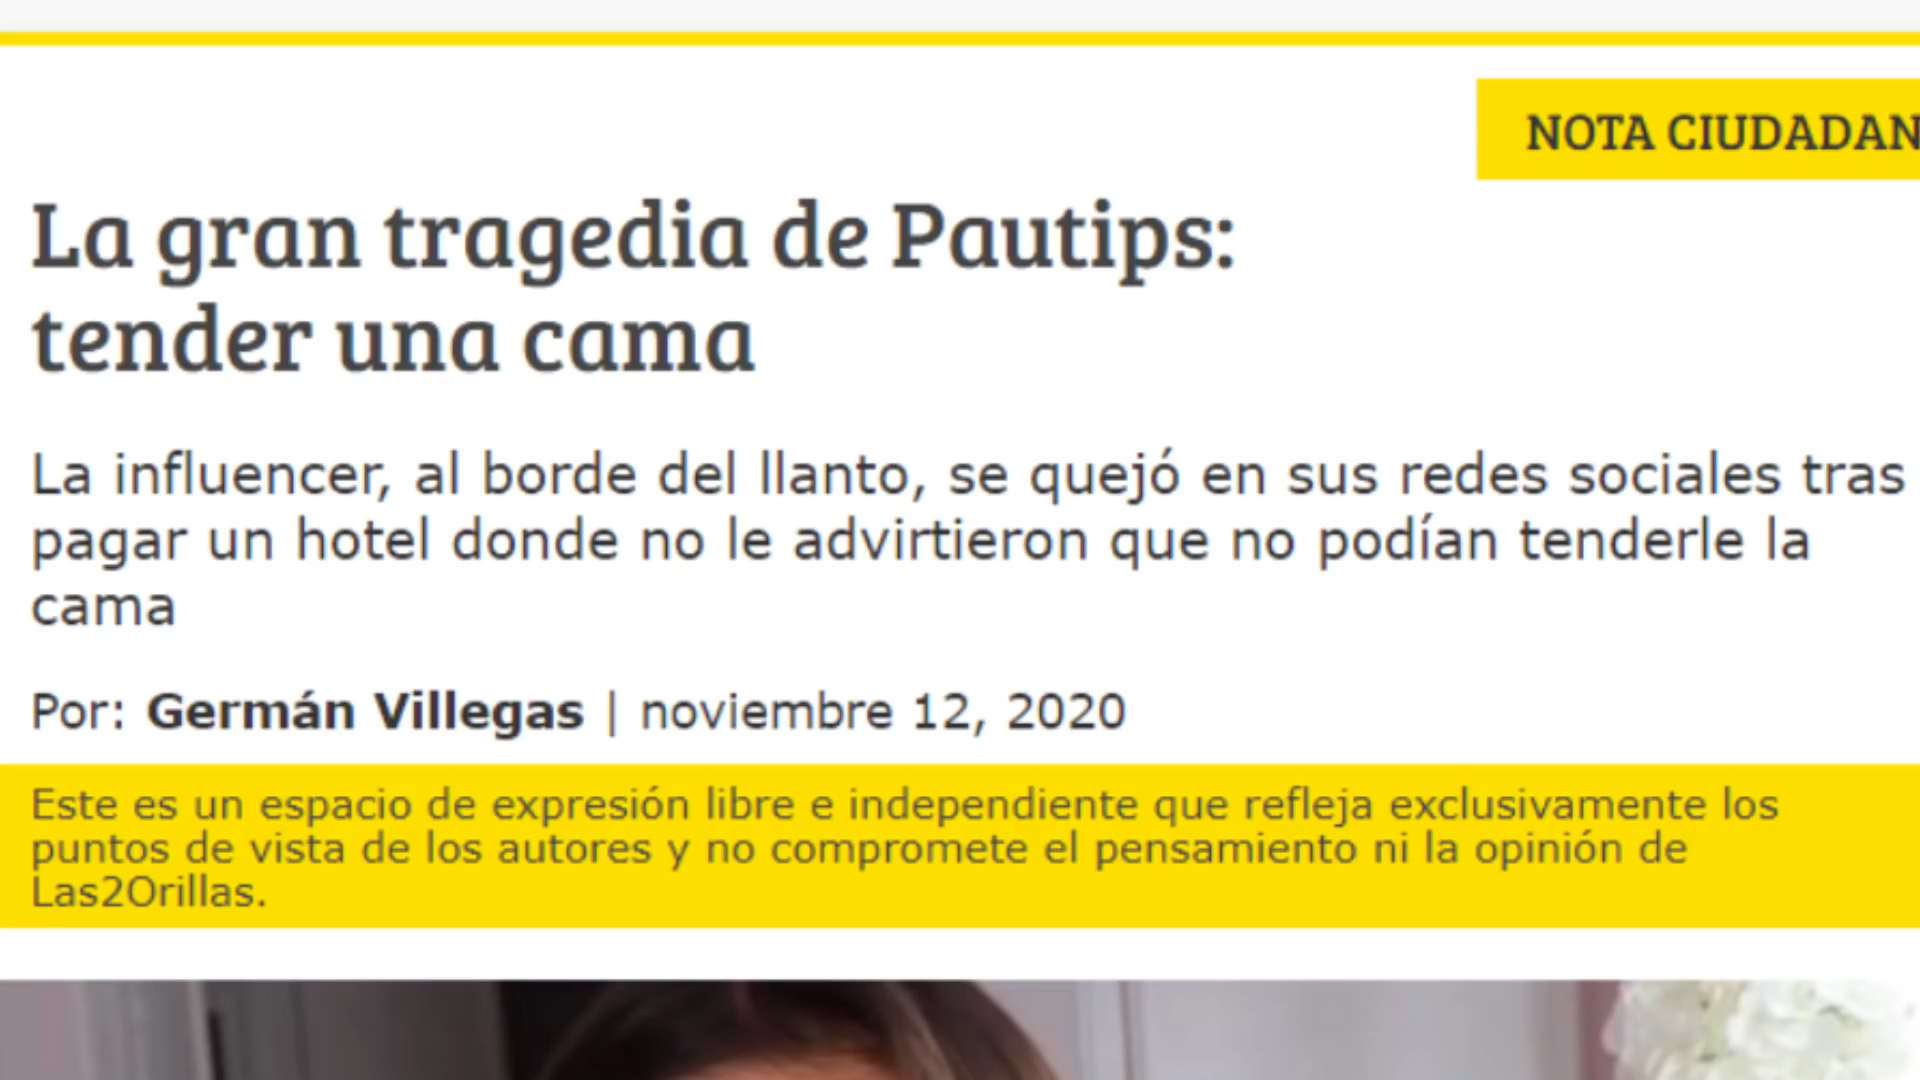 NOTA CIUDADAN
La gran tragedia de Pautips:
tender una cama
La influencer, al borde del llanto, se quejó en sus redes sociales tras
pagar un hotel donde no le advirtieron que no podían tenderle la
cama
Por: Germán Villegas | noviembre 12, 2020
Este es un espacio de expresión libre e independiente que refleja exclusivamente los
puntos de vista de los autores y no compromete el pensamiento ni la opinión de
Las2Orillas.